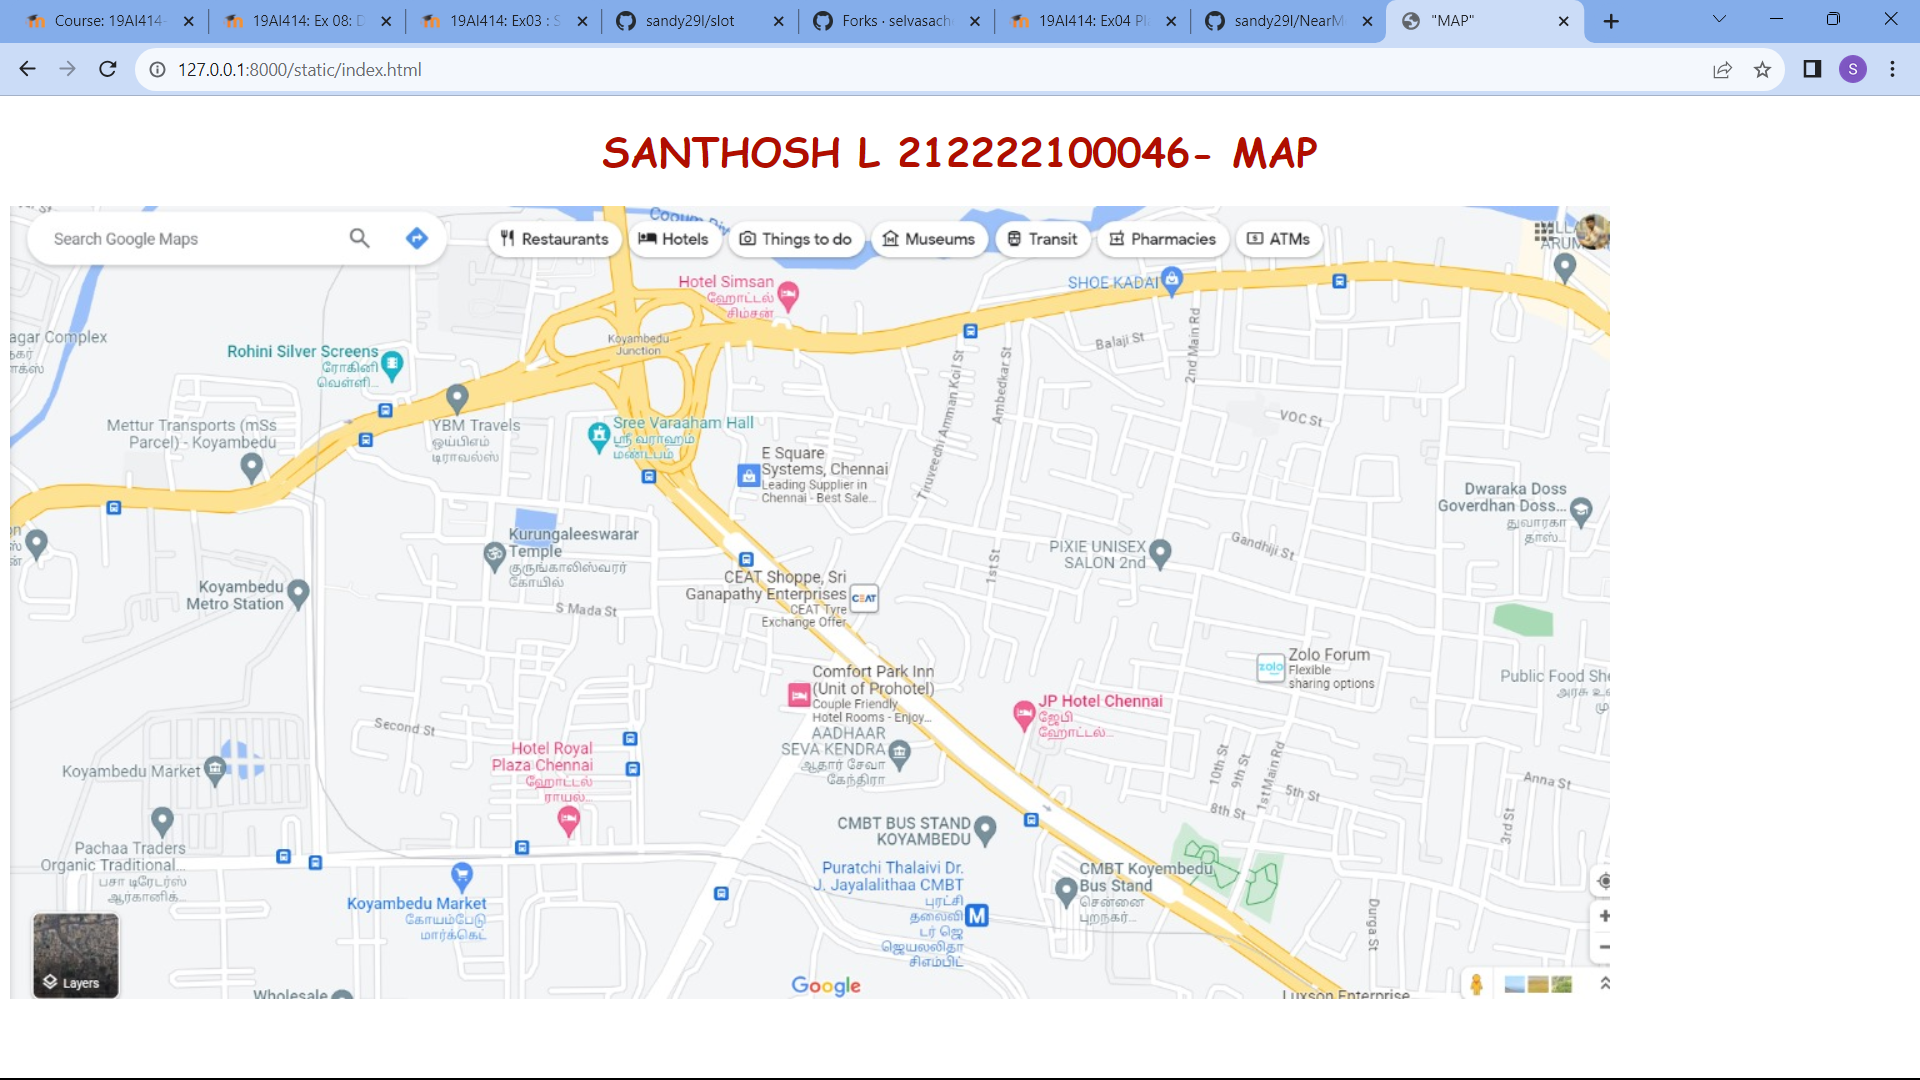 Course: 19AI414-
19AI414: Ex 08: D
19AI414: Ex03 : S
sandy29l/slot
Forks · selvasach
19AI414: Ex04 Pl
sandy29l/NearM
"MAP"
127.0.0.1:8000/static/index.html
S
SANTHOSH L 212222100046- MAP
Search Google Maps
Restaurants
Hotels
Things to do
Museums
Transit
Pharmacies
ATMs
Hotel Simsan
ஹோட்டல்
சிம்சன்
SHOE KADAI
agar Complex
நகர்
Koyambedu
Junction
Rohini Silver Screens
ரோகினி
வெள்ளி...
Balaji St
2nd Main Rd
Tiruveedhi Amman Koil St
Ambedkar St
VOC St
Mettur Transports (mSs
Parcel) - Koyambedu
YBM Travels
ஒய்பிஎம்
டிராவல்ஸ்
Sree Varaaham Hall
ஸ்ரீ வராஹம்
மண்டபம்
E Square
Systems, Chennai
Leading Supplier in
Chennai - Best Sale...
Dwaraka Doss
Goverdhan Doss...
துவாரகா
தாஸ்...
Kurungaleeswarar
Temple
குருங்காலிஸ்வரர்
கோயில்
PIXIE UNISEX
SALON 2nd
Gandhiji St
1st St
Koyambedu
Metro Station
CEAT Shoppe, Sri
Ganapathy Enterprises
CEAT Tyre
Exchange Offer
CEAT
S Mada St
Zolo Forum
Flexible
sharing options
zolo
Comfort Park Inn
(Unit of Prohotel)
Couple Friendly
Hotel Rooms - Enjoy...
Public Food She
JP Hotel Chennai
ஜேபி
ஹோட்டல்...
Second St
AADHAAR
SEVA KENDRA
ஆதார் சேவா
கேந்திரா
Hotel Royal
Plaza Chennai
ஹோட்டல்
ராயல்...
Koyambedu Market
10th St
9th St
1st Main Rd
5th St
8th St
Anna St
3rd St
CMBT BUS STAND
KOYAMBEDU
Pachaa Traders
Organic Traditional...
பசா டிரேடர்ஸ்
ஆர்கானிக்...
Puratchi Thalaivi Dr.
J. Jayalalithaa CMBT
புரட்சி
தலைவி
டர் ஜெ
ஜெயலலிதா
சிஎம்பிட்
M
CMBT Koyembedu
Bus Stand
சென்னை
புறநகர்...
Koyambedu Market
கோயம்பேடு
மார்க்கெட்
Durga St
Layers
Wholesale
Google
Luxson Enterprise